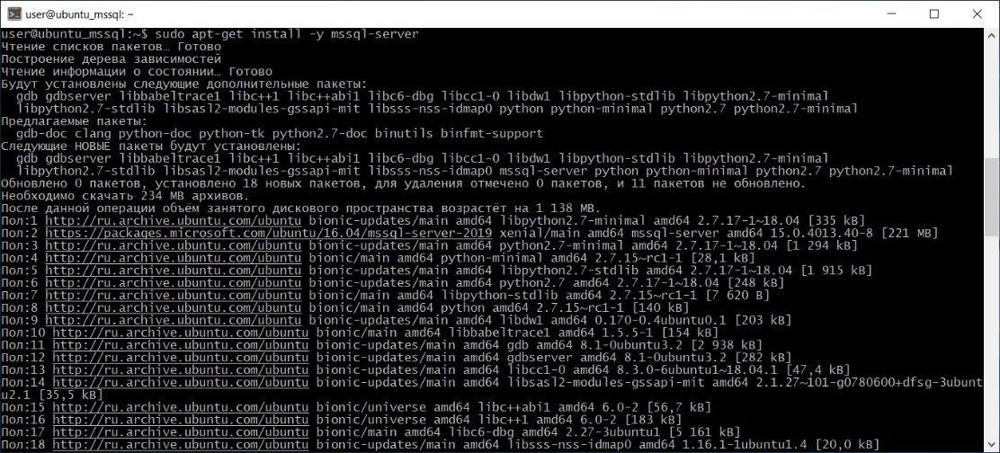 user@ubuntu_mssql: ~
user@ubuntu_mssql:~$ sudo apt-get install -y mssql-server
Чтение списков пакетов… Готово
Построение дерева зависимостей
Чтение информации о состоянии… Готово
Будут установлены следующие дополнительные пакеты:
  gdb gdbserver libbabeltrace1 libc++1 libc++abi1 libc6-dbg libcc1-0 libdw1 libpython-stdlib libpython2.7-minimal
  libpython2.7-stdlib libsasl2-modules-gssapi-mit libsss-nss-idmap0 python python-minimal python2.7 python2.7-minimal
Предлагаемые пакеты:
  gdb-doc clang python-doc python-tk python2.7-doc binutils binfmt-support
Следующие НОВЫЕ пакеты будут установлены:
  gdb gdbserver libbabeltrace1 libc++1 libc++abi1 libc6-dbg libcc1-0 libdw1 libpython-stdlib libpython2.7-minimal
  libpython2.7-stdlib libsasl2-modules-gssapi-mit libsss-nss-idmap0 mssql-server python python-minimal python2.7 python2.7-minimal
Обновлено 0 пакетов, установлено 18 новых пакетов, для удаления отмечено 0 пакетов, и 11 пакетов не обновлено.
Необходимо скачать 234 MB архивов.
После данной операции объём занятого дискового пространства возрастёт на 1 138 MB.
Пол:1 http://ru.archive.ubuntu.com/ubuntu bionic-updates/main amd64 libpython2.7-minimal amd64 2.7.17-1~18.04 [335 kB]
Пол:2 https://packages.microsoft.com/ubuntu/16.04/mssql-server-2019 xenial/main amd64 mssql-server amd64 15.0.4013.40-8 [221 MB]
Пол:3 http://ru.archive.ubuntu.com/ubuntu bionic-updates/main amd64 python2.7-minimal amd64 2.7.17-1~18.04 [1 294 kB]
Пол:4 http://ru.archive.ubuntu.com/ubuntu bionic/main amd64 python-minimal amd64 2.7.15~rc1-1 [28,1 kB]
Пол:5 http://ru.archive.ubuntu.com/ubuntu bionic-updates/main amd64 libpython2.7-stdlib amd64 2.7.17-1~18.04 [1 915 kB]
Пол:6 http://ru.archive.ubuntu.com/ubuntu bionic-updates/main amd64 python2.7 amd64 2.7.17-1~18.04 [248 kB]
Пол:7 http://ru.archive.ubuntu.com/ubuntu bionic/main amd64 libpython-stdlib amd64 2.7.15~rc1-1 [7 620 B]
Пол:8 http://ru.archive.ubuntu.com/ubuntu bionic/main amd64 python amd64 2.7.15~rc1-1 [140 kB]
Пол:9 http://ru.archive.ubuntu.com/ubuntu bionic-updates/main amd64 libdw1 amd64 0.170-0.4ubuntu0.1 [203 kB]
Пол:10 http://ru.archive.ubuntu.com/ubuntu bionic/main amd64 libbabeltrace1 amd64 1.5.5-1 [154 kB]
Пол:11 http://ru.archive.ubuntu.com/ubuntu bionic-updates/main amd64 gdb amd64 8.1-0ubuntu3.2 [2 938 kB]
Пол:12 http://ru.archive.ubuntu.com/ubuntu bionic-updates/main amd64 gdbserver amd64 8.1-0ubuntu3.2 [282 kB]
Пол:13 http://ru.archive.ubuntu.com/ubuntu bionic-updates/main amd64 libcc1-0 amd64 8.3.0-6ubuntu1~18.04.1 [47,4 kB]
Пол:14 http://ru.archive.ubuntu.com/ubuntu bionic-updates/main amd64 libsasl2-modules-gssapi-mit amd64 2.1.27~101-g0780600+dfsg-3ubunt
u2.1 [35,5 kB]
Пол:15 http://ru.archive.ubuntu.com/ubuntu bionic/universe amd64 libc++abi1 amd64 6.0-2 [56,7 kB]
Пол:16 http://ru.archive.ubuntu.com/ubuntu bionic/universe amd64 libc++1 amd64 6.0-2 [183 kB]
Пол:17 http://ru.archive.ubuntu.com/ubuntu bionic/main amd64 libc6-dbg amd64 2.27-3ubuntu1 [5 161 kB]
Пол:18 http://ru.archive.ubuntu.com/ubuntu bionic-updates/main amd64 libsss-nss-idmap0 amd64 1.16.1-1ubuntu1.4 [20,0 kB]